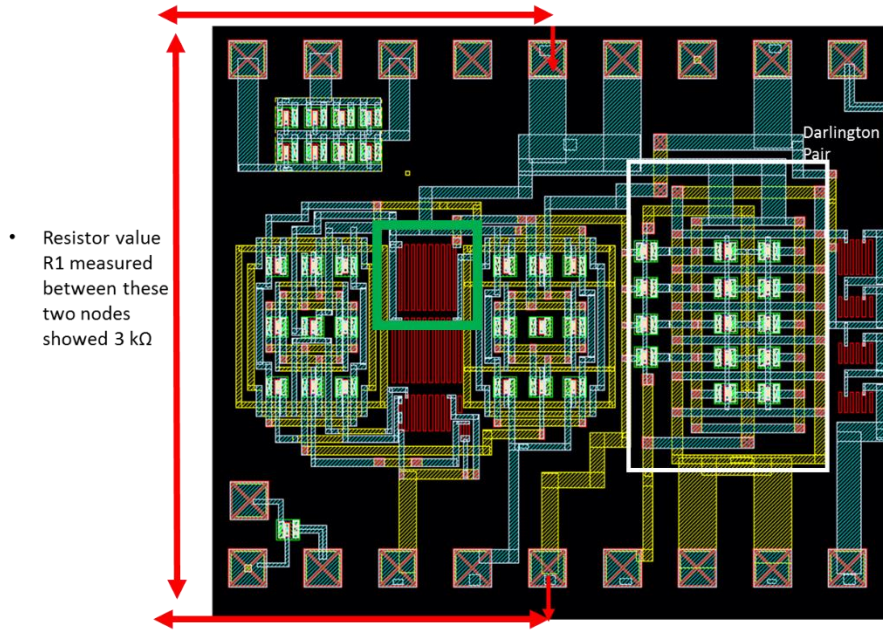 Darlington
Pair
• Resistor value
R1 measured
between these
two nodes
showed 3 kΩ